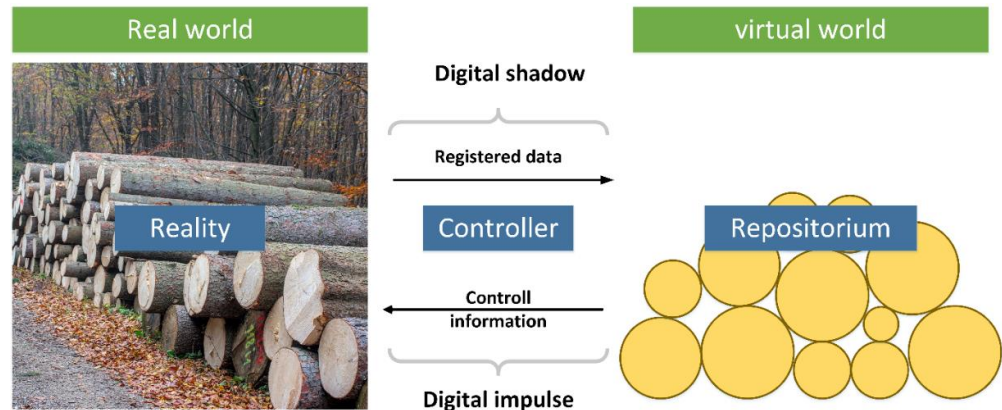 Real world
virtual world
Digital shadow
Registered data
Reality
Controller
Repositorium
Controll
information
Digital impulse